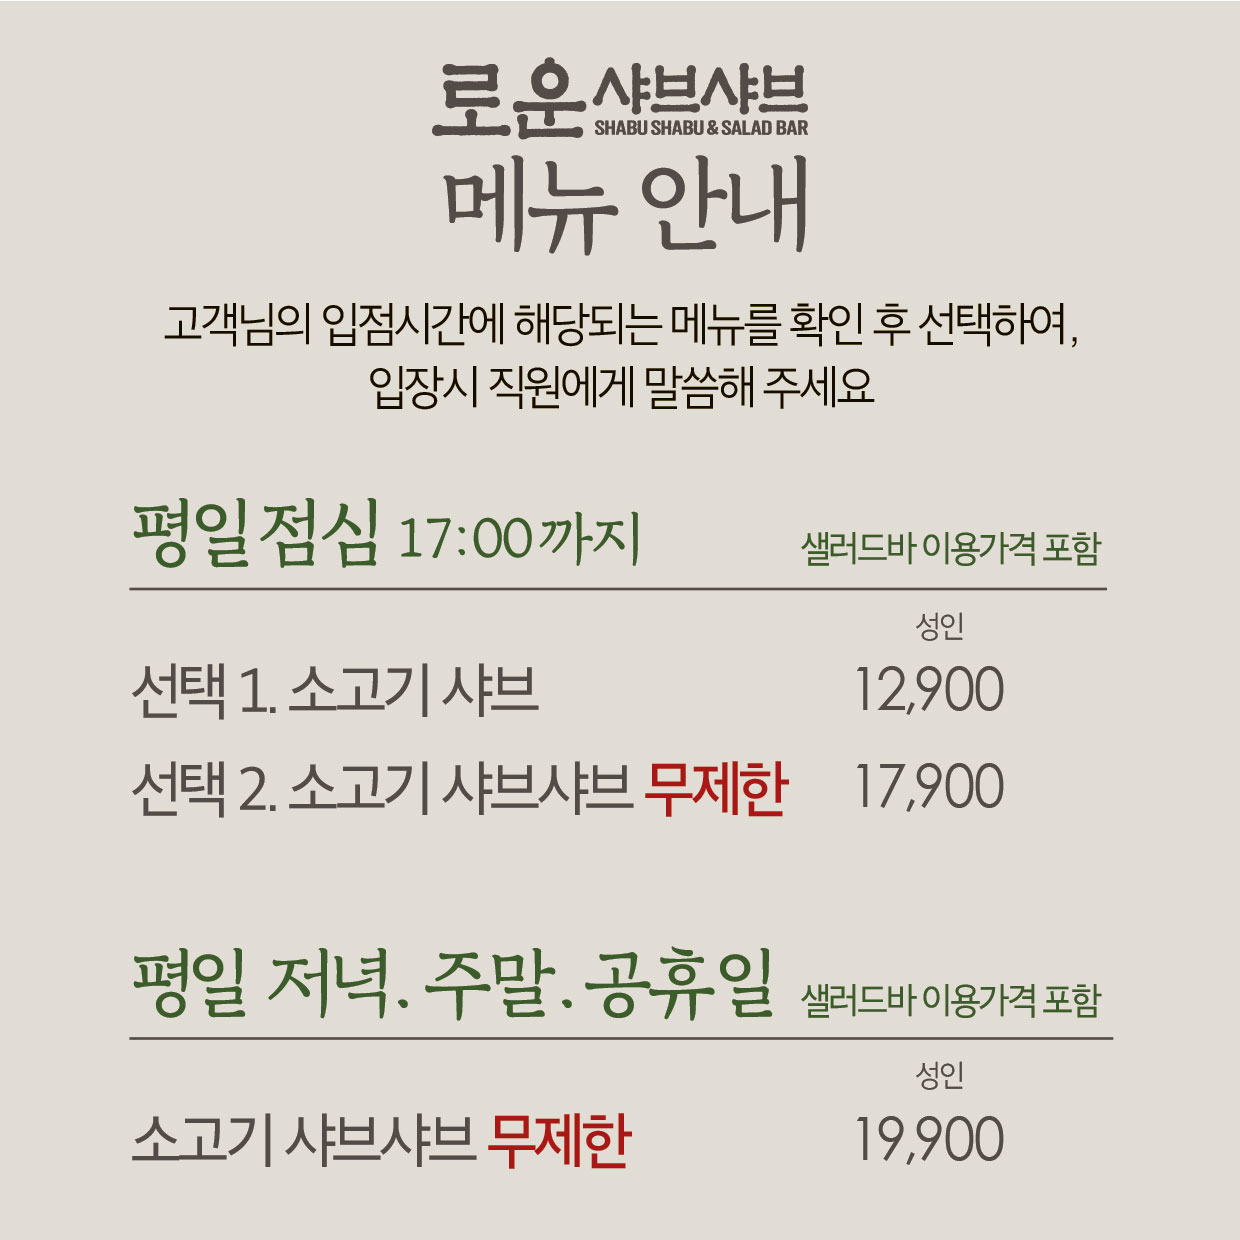 로운 샤브샤브
SHABU SHABU & SALAD BAR
메뉴 안내
고객님의 입점시간에 해당되는 메뉴를 확인 후 선택하여,
입장시 직원에게 말씀해 주세요
평일 점심 17:00까지 샐러드바 이용가격 포함
성인
선택 1. 소고기 샤브 12,900
선택 2. 소고기 샤브샤브 무제한 17,900
평일 저녁. 주말. 공휴일 샐러드바 이용가격 포함
성인
소고기 샤브샤브 무제한 19,900